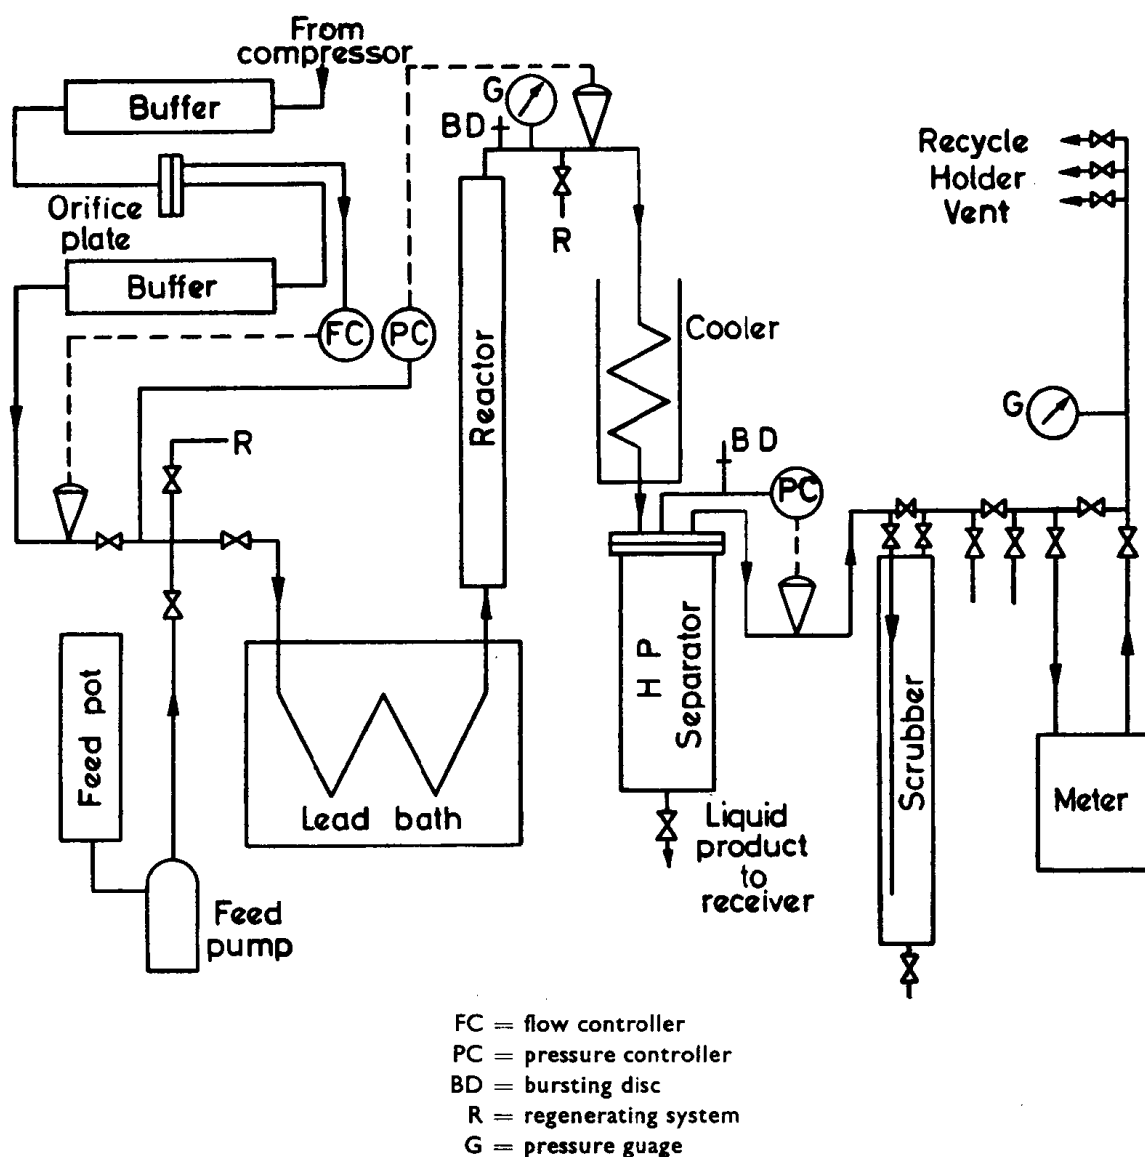 From
compressor
Buffer
G
BD
Recycle
Holder
Vent
Orifice
plate
R
Buffer
FC
PC
Cooler
Reactor
G
R
BD
PC
Feed pot
H P
Separator
Scrubber
Meter
Lead bath
Liquid
product
to
receiver
Feed
pump
FC = flow controller
PC = pressure controller
BD = bursting disc
R = regenerating system
G = pressure guage